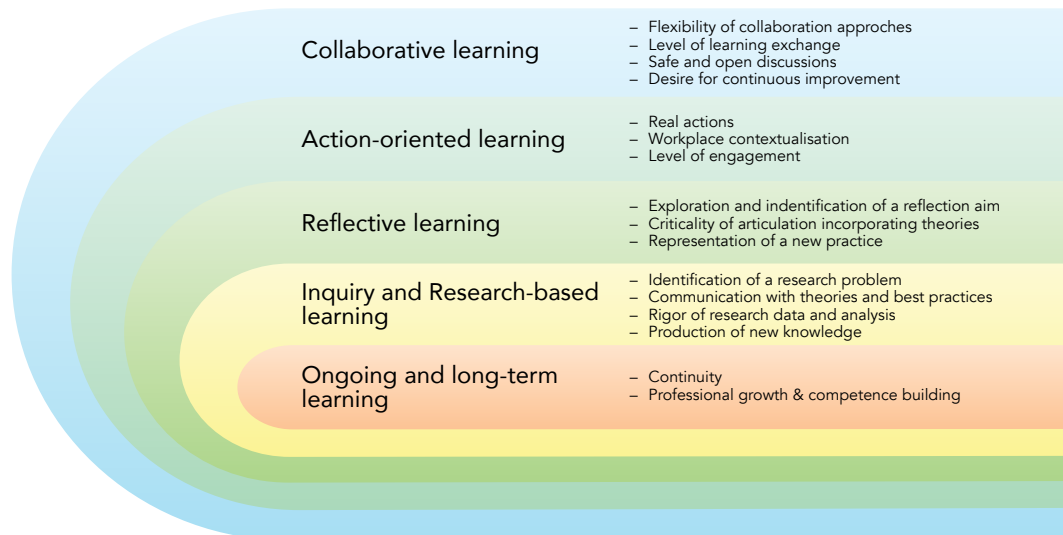 Collaborative learning
– Flexibility of collaboration approches
– Level of learning exchange
– Safe and open discussions
– Desire for continuous improvement
Action-oriented learning
– Real actions
– Workplace contextualisation
– Level of engagement
Reflective learning
– Exploration and indentification of a reflection aim
– Criticality of articulation incorporating theories
– Representation of a new practice
Inquiry and Research-based
learning
– Identification of a research problem
– Communication with theories and best practices
– Rigor of research data and analysis
– Production of new knowledge
Ongoing and long-term
learning
– Continuity
– Professional growth & competence building